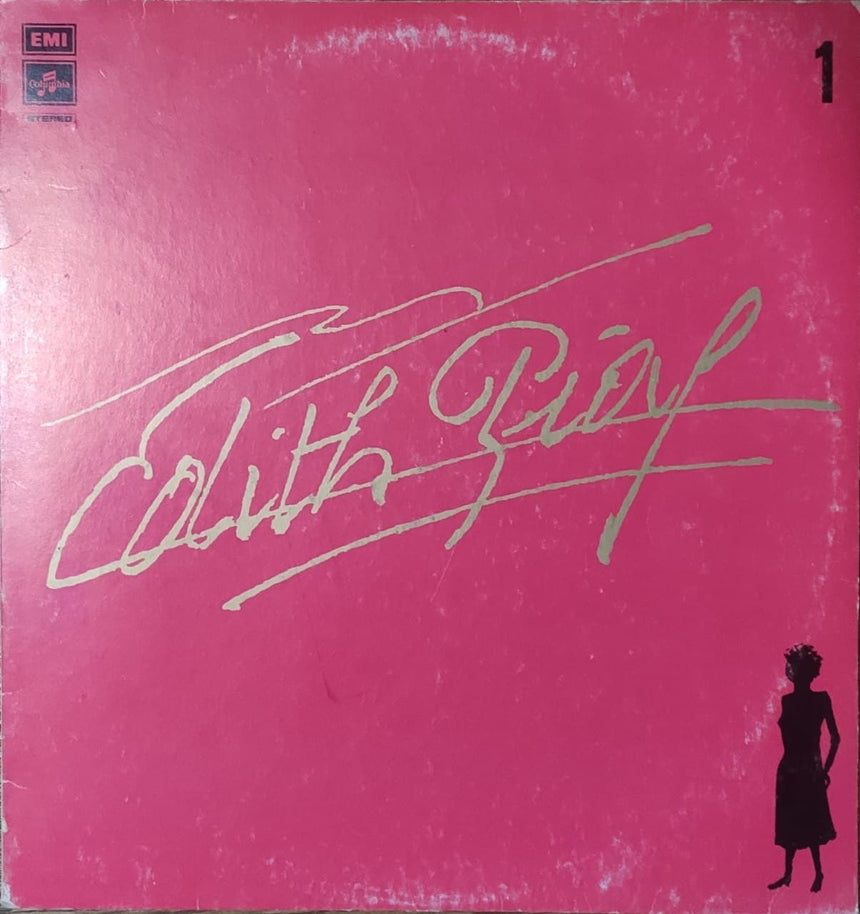 EMI
Columbia
STEREO
1
Edith Piaf